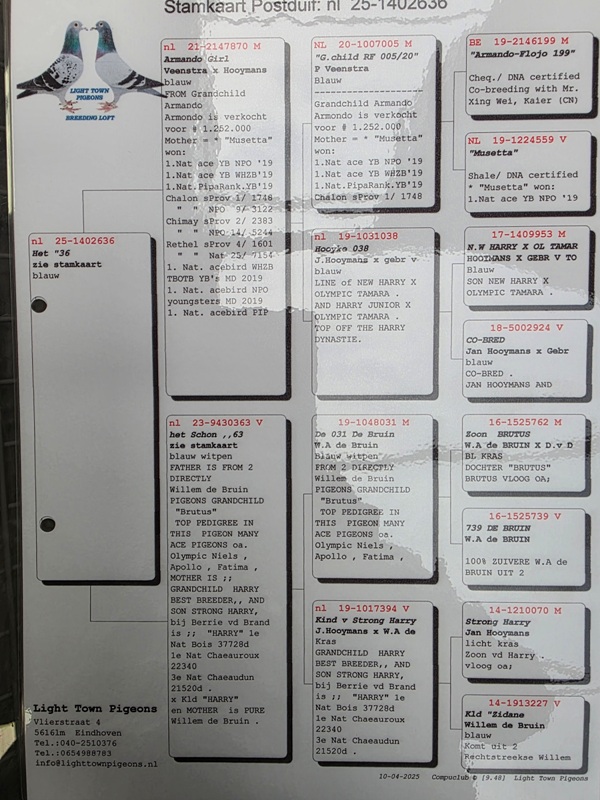 Stamkaart Postduif: nl 25-1402636
LIGHT TOWN
PIGEONS
BREEDING LOFT
nl 25-1402636
Het "36
zie stamkaart
blauw
Light Town Pigeons
Vlierstraat 4
5616lm Eindhoven
Tel.:040-2510376
Tel.:0654988783
info@lighttownpigeons.nl
nl 21-2147870 M
Armando Girl
Veenstra x Hooymans
blauw
FROM Grandchild
Armando
Armando is verkocht
voor € 1.252.000
Mother = * "Musetta"
won:
1.Nat ace YB NPO '19
1.Nat ace YB WHZB'19
1.Nat.PipaRank.YB'19
Chalon sProv 1/ 1746
" " NPO 9/ 3122
Chimay sProv 2/ 2383
" " NPO 14/ 5244
Rethel sProv 4/ 1601
" " Nat 25/ 7154
1. Nat. acebird WHZB
TBOTB YB's MD 2019
1. Nat. acebird NPO
youngsters MD 2019
1. Nat. acebird PIP
nl 23-9430363 V
het Schon ,,63
zie stamkaart
blauw witpen
FATHER IS FROM 2
DIRECTLY
Willem de Bruin
PIGEONS GRANDCHILD
"Brutus"
TOP PEDIGREE IN
THIS PIGEON MANY
ACE PIGEONS oa.
Olympic Niels ,
Apollo , Fatima ,
MOTHER IS ;;
GRANDCHILD HARRY
BEST BREEDER,, AND
SON STRONG HARRY,
bij Berrie vd Brand
is ;; "HARRY" 1e
Nat Bois 37728d
1e Nat Chaeauroux
22340
3e Nat Chaeaudun
21520d .
x Kld "HARRY"
en MOTHER is PURE
Willem de Bruin .
NL 20-1007005 M
"G.child RF 005/20"
P Veenstra
Blauw
--------------------
Grandchild Armando
Armondo is verkocht
voor € 1.252.000
Mother = * "Musetta"
won:
1.Nat ace YB NPO '19
1.Nat ace YB WHZB'19
1.Nat.PipaRank.YB'19
Chalon sProv 1/ 1748
nl 19-1031038
Hooyko 038
J.Hooymans x gebr v
blauw
LINE of NEW HARRY X
OLYMPIC TAMARA .
AND HARRY JUNIOR X
OLYMPIC TAMARA .
TOP OFF THE HARRY
DYNASTIE.
19-1048031 M
De 031 De Bruin
W.A de Bruin
Blauw witpen
FROM 2 DIRECTLY
Willem de Bruin
PIGEONS GRANDCHILD
"Brutus"
TOP PEDIGREE IN
THIS PIGEON MANY
ACE PIGEONS oa.
Olympic Niels ,
Apollo , Fatima ,
nl 19-1017394 V
Kind v Strong Harry
J.Hooymans x W.A de
Kras
GRANDCHILD HARRY
BEST BREEDER,, AND
SON STRONG HARRY,
bij Berrie vd Brand
is ;; "HARRY" 1e
Nat Bois 37728d
1e Nat Chaeauroux
22340
3e Nat Chaeaudun
21520d .
BE 19-2146199 M
"Armando-Flojo 199"
Cheq./ DNA certified
Co-breeding with Mr.
Xing Wei, Kaier (CN)
NL 19-1224559 V
"Musetta"
Shale/ DNA certified
* "Musetta" won:
1.Nat ace YB NPO '19
17-1409953 M
N.W HARRY X OL TAMAR
HOOIMANS X GEBR V TO
Blauw
SON NEW HARRY X
OLYMPIC TAMARA .
18-5002924 V
CO-BRED
Jan Hooymans x Gebr
blauw
CO-BRED .
JAN HOOYMANS AND
16-1525762 M
Zoon BRUTUS
W.A de BRUIN X D.v D
BL KRAS
DOCHTER "BRUTUS"
BRUTUS VLOOG OA;
16-1525739 V
739 DE BRUIN
W.A de BRUIN
100% ZUIVERE W.A de
BRUIN UIT 2
14-1210070 M
Strong Harry
Jan Hooymans
licht kras
Zoon vd Harry .
vloog oa;
14-1913227 V
Kld "Zidane
Willem de Bruin
blauw
Komt uit 2
Rechtstreekse Willem
10-04-2025 Compuclub © [9.48] Light Town Pigeons